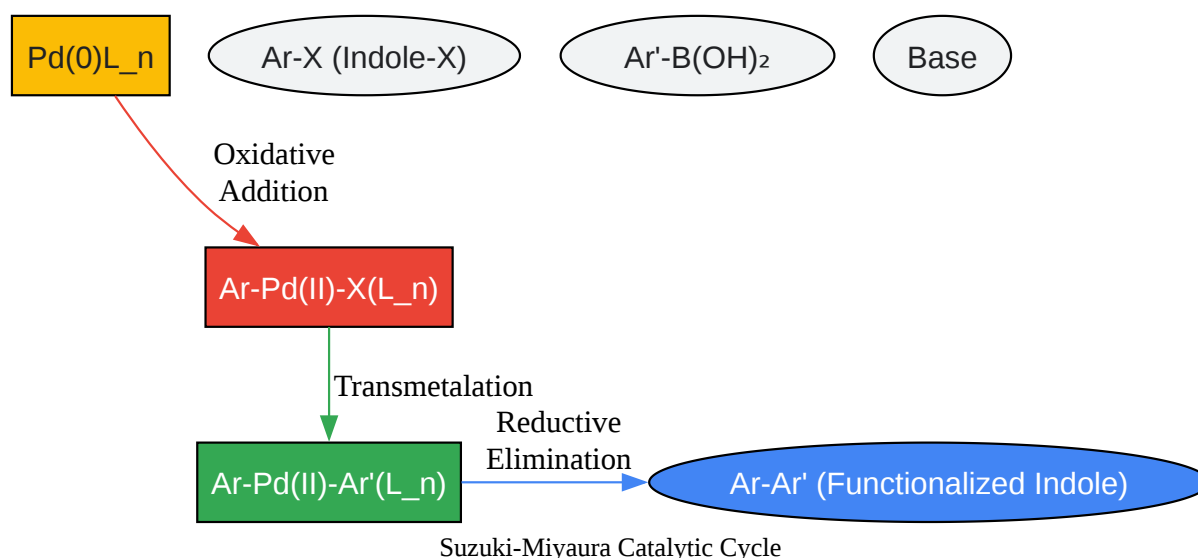 Pd(0)L_n
Ar-X (Indole-X)
Ar'-B(OH)₂
Base
Oxidative
Addition
Ar-Pd(II)-X(L_n)
Transmetalation
Reductive
Elimination
Ar-Pd(II)-Ar'(L_n)
Ar-Ar' (Functionalized Indole)
Suzuki-Miyaura Catalytic Cycle